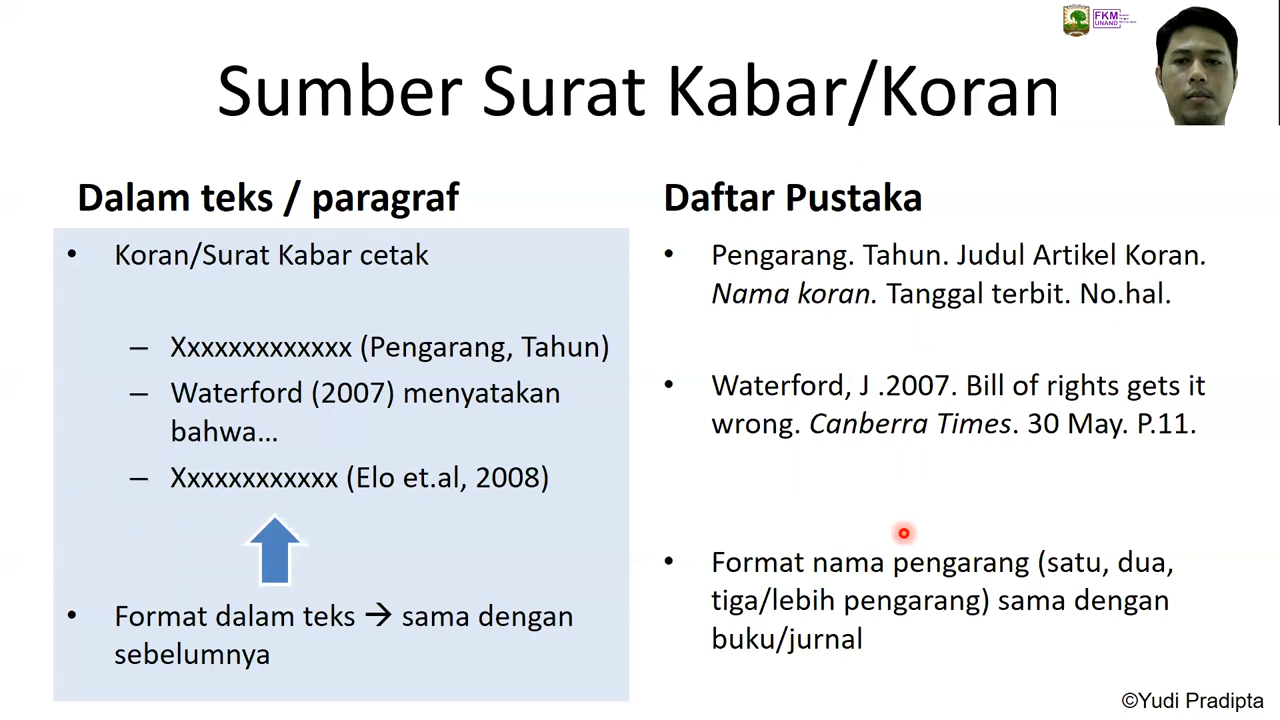 FKM
UNAND
Sumber Surat Kabar/Koran
Dalam teks / paragraf
• Koran/Surat Kabar cetak
– Xxxxxxxxxxxxx (Pengarang, Tahun)
– Waterford (2007) menyatakan
bahwa…
– Xxxxxxxxxxxx (Elo et.al, 2008)
• Format dalam teks → sama dengan
sebelumnya
Daftar Pustaka
• Pengarang. Tahun. Judul Artikel Koran.
Nama koran. Tanggal terbit. No.hal.
• Waterford, J .2007. Bill of rights gets it
wrong. Canberra Times. 30 May. P.11.
• Format nama pengarang (satu, dua,
tiga/lebih pengarang) sama dengan
buku/jurnal
©Yudi Pradipta